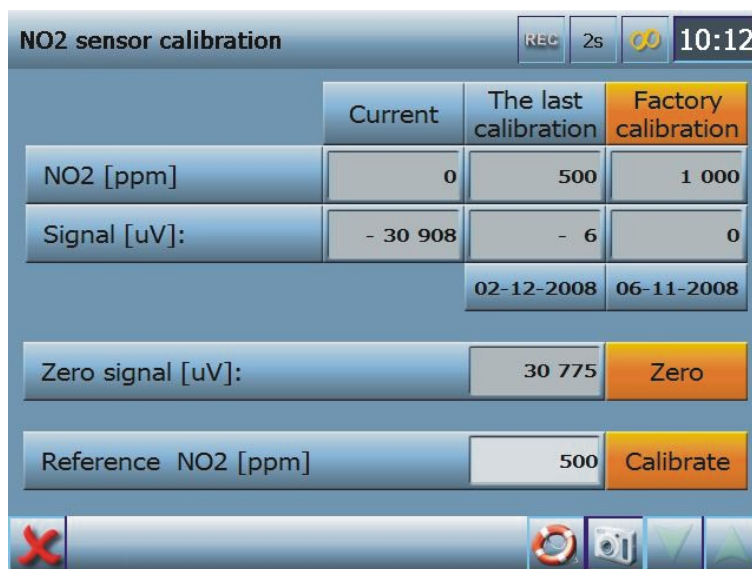 NO2 sensor calibration REC 2s 10:12
Current The last calibration Factory calibration
NO2 [ppm] 0 500 1 000
Signal [uV]: - 30 908 - 6 0
02-12-2008 06-11-2008
Zero signal [uV]: 30 775 Zero
Reference NO2 [ppm] 500 Calibrate